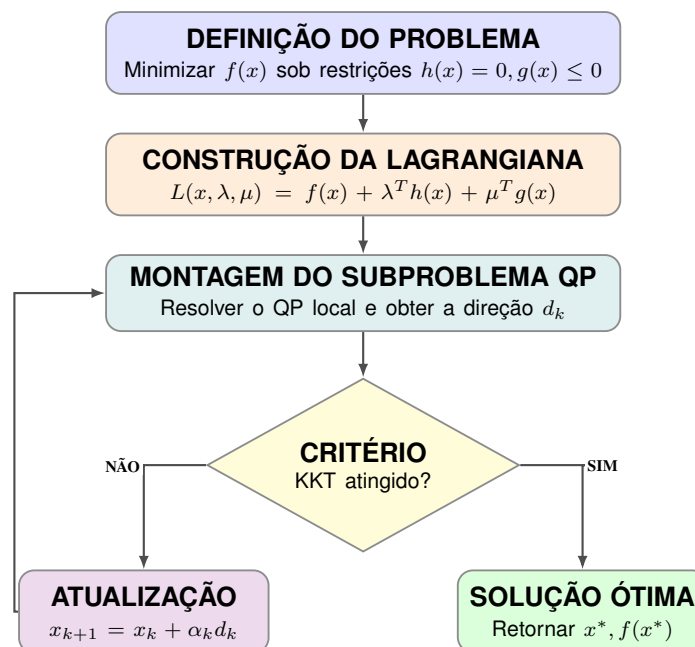 DEFINIÇÃO DO PROBLEMA
Minimizar f(x) sob restrições h(x) = 0, g(x) ≤ 0
CONSTRUÇÃO DA LAGRANGIANA
L(x, λ, μ) = f(x) + λ^T h(x) + μ^T g(x)
MONTAGEM DO SUBPROBLEMA QP
Resolver o QP local e obter a direção d_k
CRITÉRIO
KKT atingido?
NÃO
SIM
ATUALIZAÇÃO
x_{k+1} = x_k + α_k d_k
SOLUÇÃO ÓTIMA
Retornar x*, f(x*)